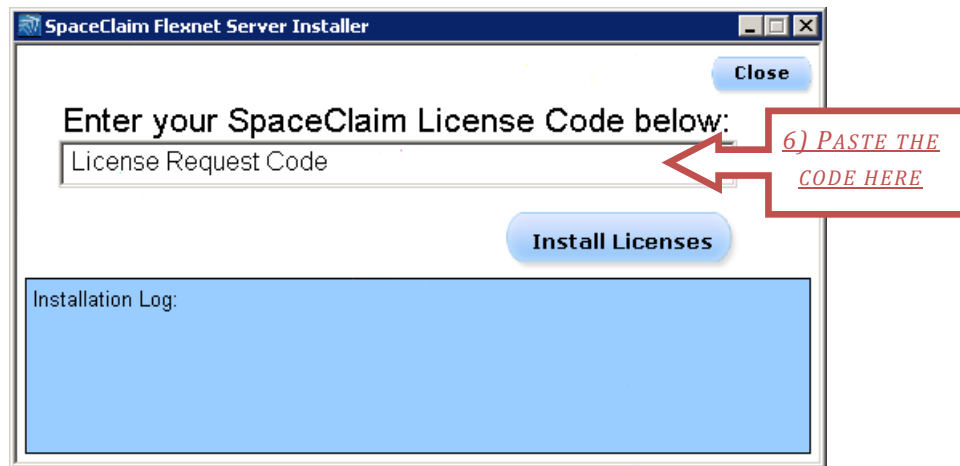 SpaceClaim Flexnet Server Installer
Close
Enter your SpaceClaim License Code below:
License Request Code
6) PASTE THE
CODE HERE
Install Licenses
Installation Log: